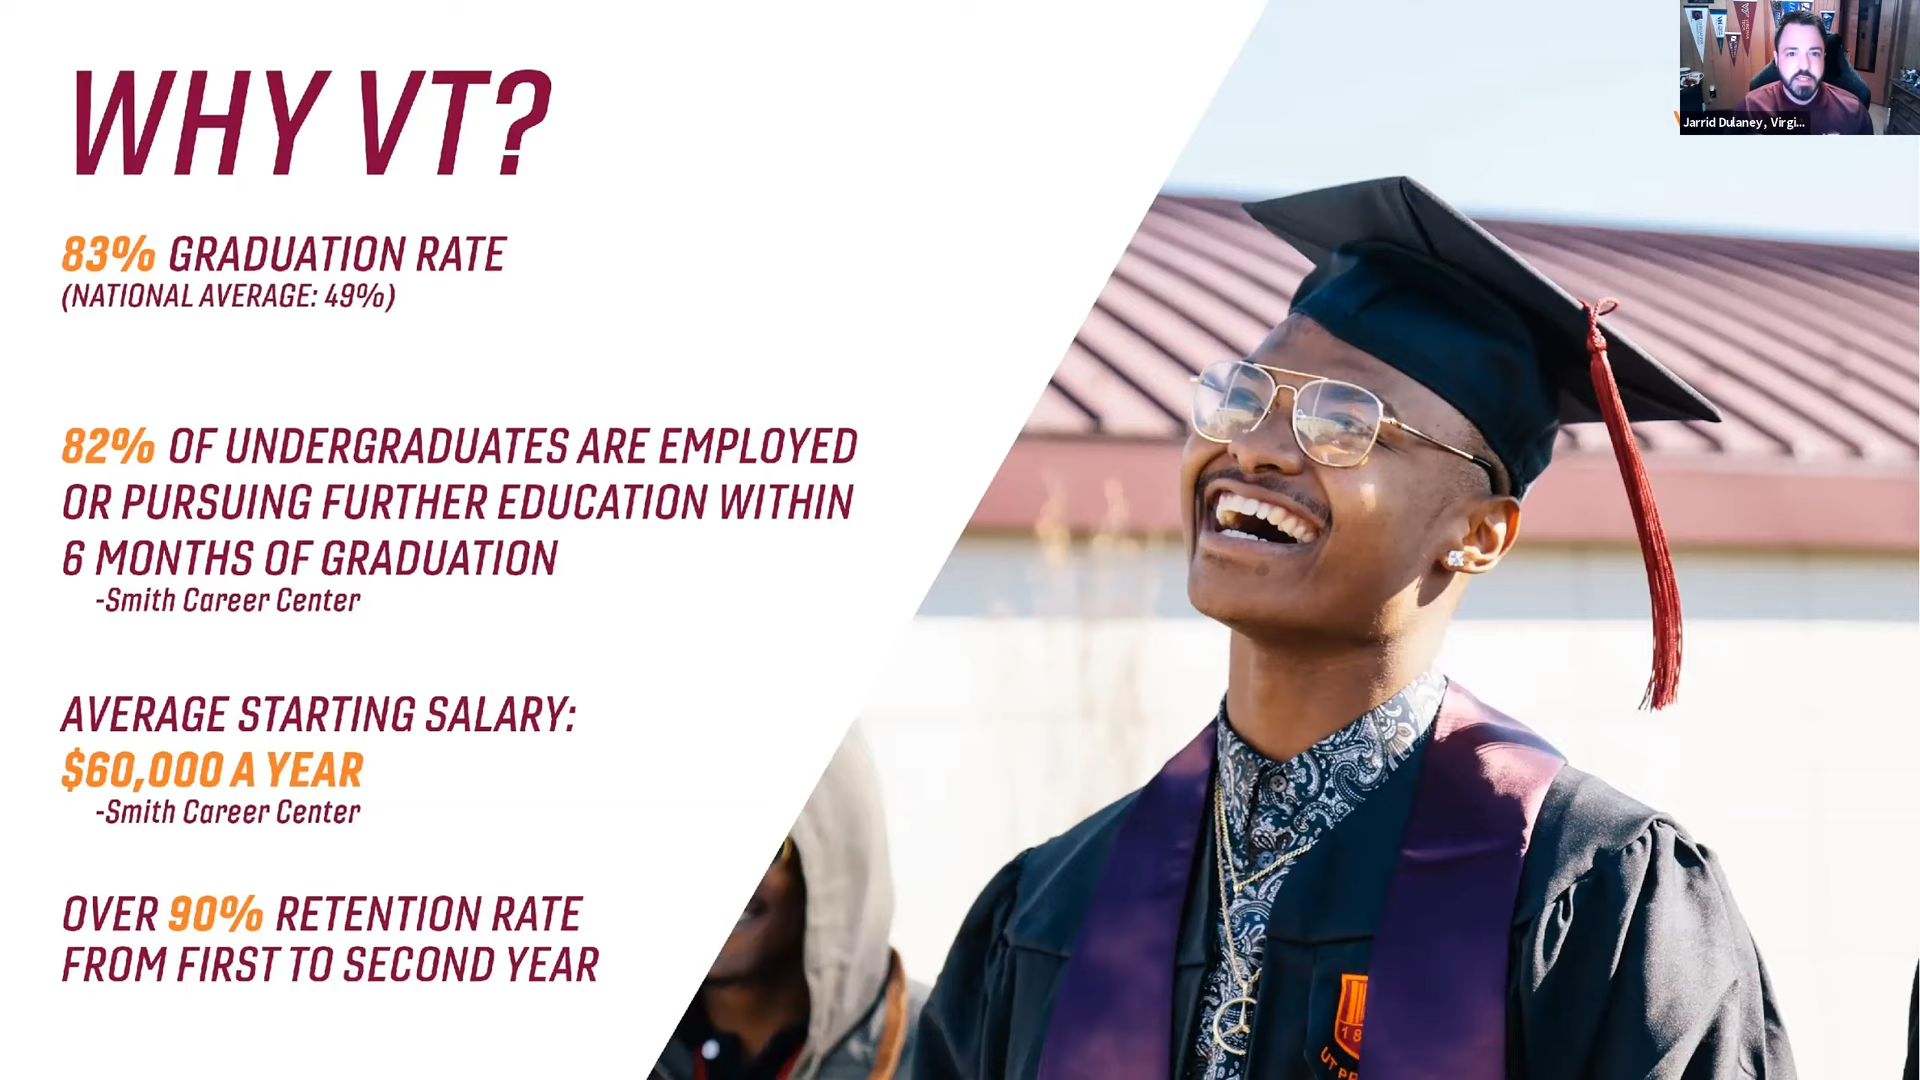 WHY VT?
83% GRADUATION RATE
(NATIONAL AVERAGE: 49%)
82% OF UNDERGRADUATES ARE EMPLOYED
OR PURSUING FURTHER EDUCATION WITHIN
6 MONTHS OF GRADUATION
-Smith Career Center
AVERAGE STARTING SALARY:
$60,000 A YEAR
-Smith Career Center
OVER 90% RETENTION RATE
FROM FIRST TO SECOND YEAR
Jarrid Dulaney, Virgi...
UT